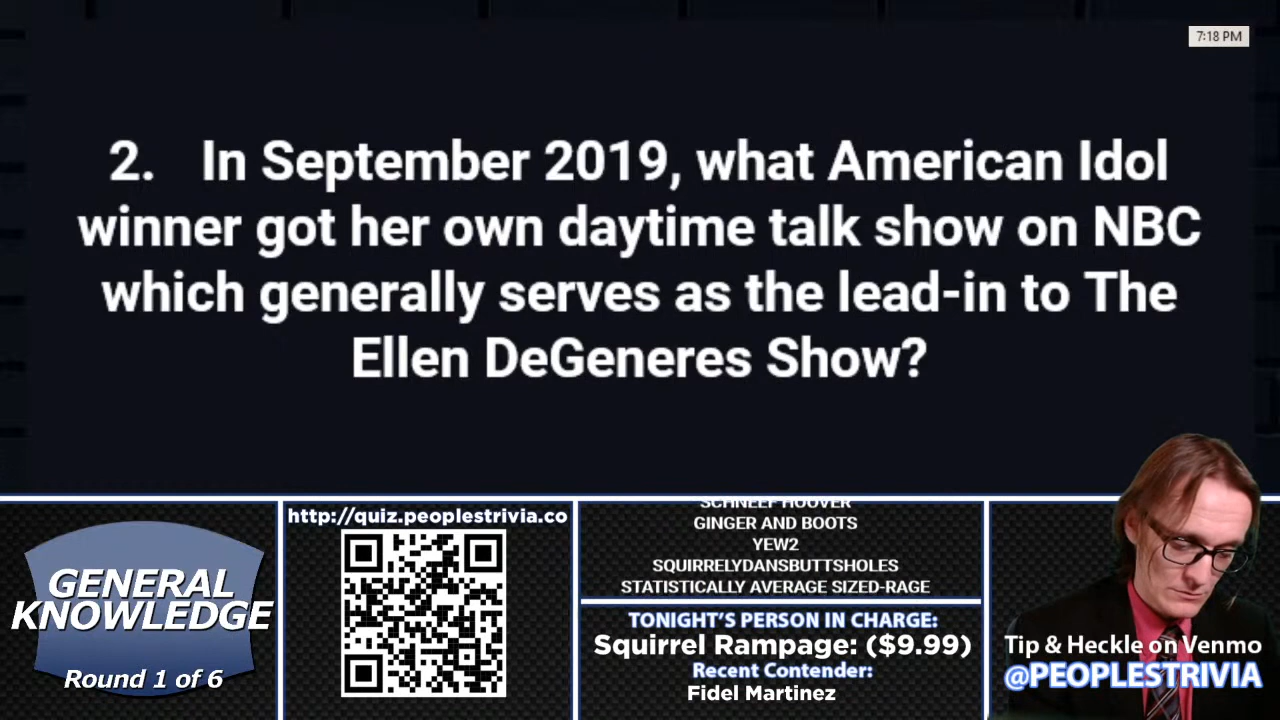 7:18 PM
2. In September 2019, what American Idol
winner got her own daytime talk show on NBC
which generally serves as the lead-in to The
Ellen DeGeneres Show?
http://quiz.peoplestrivia.co
GENERAL
KNOWLEDGE
Round 1 of 6
SCHNEEF HOOVER
GINGER AND BOOTS
YEW2
SQUIRRELYDANSBUTTSHOLES
STATISTICALLY AVERAGE SIZED-RAGE
TONIGHT'S PERSON IN CHARGE:
Squirrel Rampage: ($9.99)
Recent Contender:
Fidel Martinez
Tip & Heckle on Venmo
@PEOPLESTRIVIA